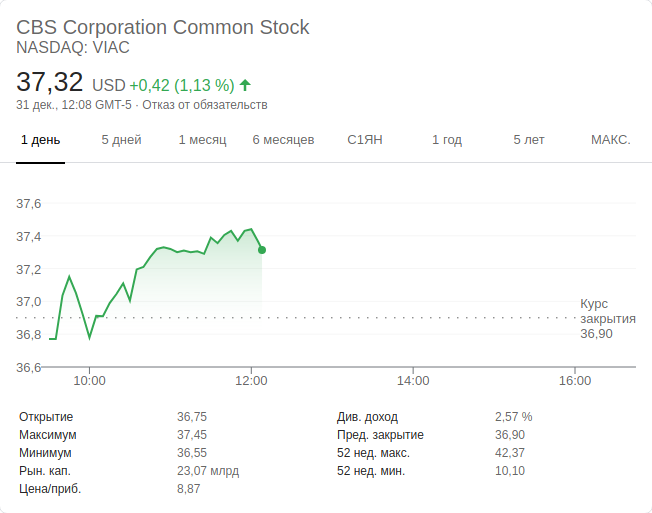 CBS Corporation Common Stock
NASDAQ: VIAC
37,32 USD +0,42 (1,13 %)
31 дек., 12:08 GMT-5 · Отказ от обязательств
1 день 5 дней 1 месяц 6 месяцев С1ЯН 1 год 5 лет МАКС.
37,6
37,4
37,2
37,0
36,8
36,6
Курс
закрытия
36,90
10:00 12:00 14:00 16:00
Открытие 36,75 Див. доход 2,57 %
Максимум 37,45 Пред. закрытие 36,90
Минимум 36,55 52 нед. макс. 42,37
Рын. кап. 23,07 млрд 52 нед. мин. 10,10
Цена/приб. 8,87